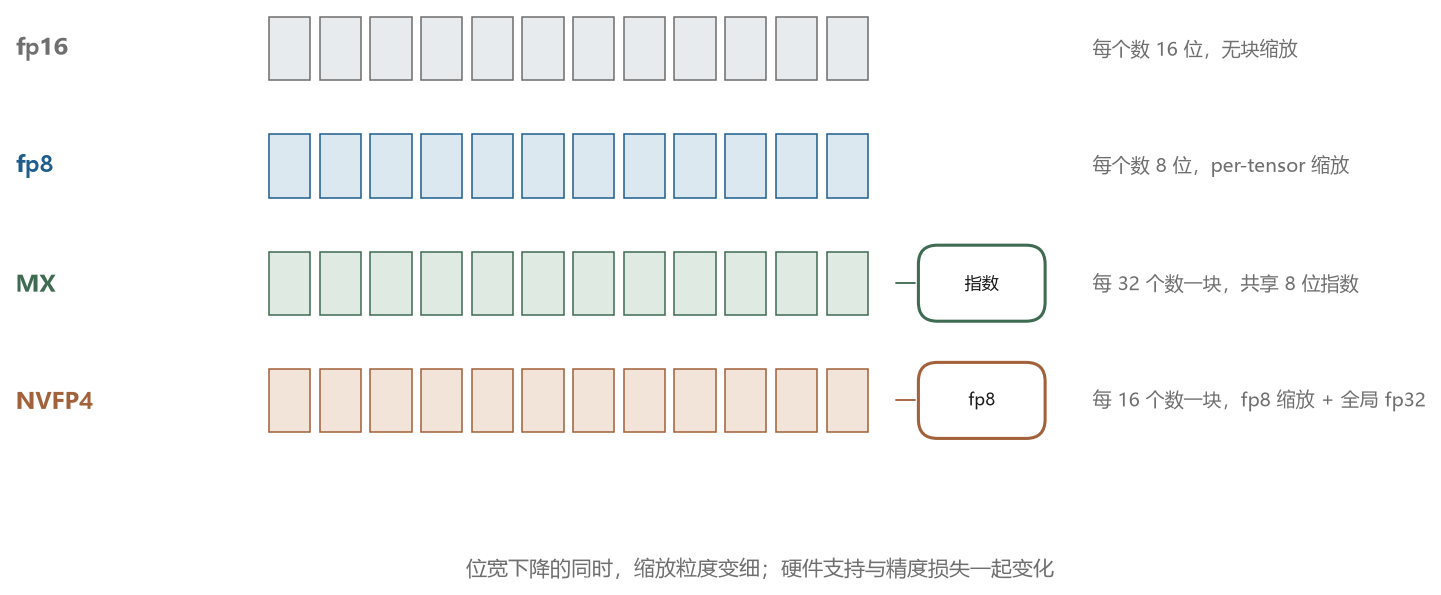 fp16
每个数 16 位，无块缩放
fp8
每个数 8 位，per-tensor 缩放
MX
指数
每 32 个数一块，共享 8 位指数
NVFP4
fp8
每 16 个数一块，fp8 缩放 + 全局 fp32
位宽下降的同时，缩放粒度变细；硬件支持与精度损失一起变化